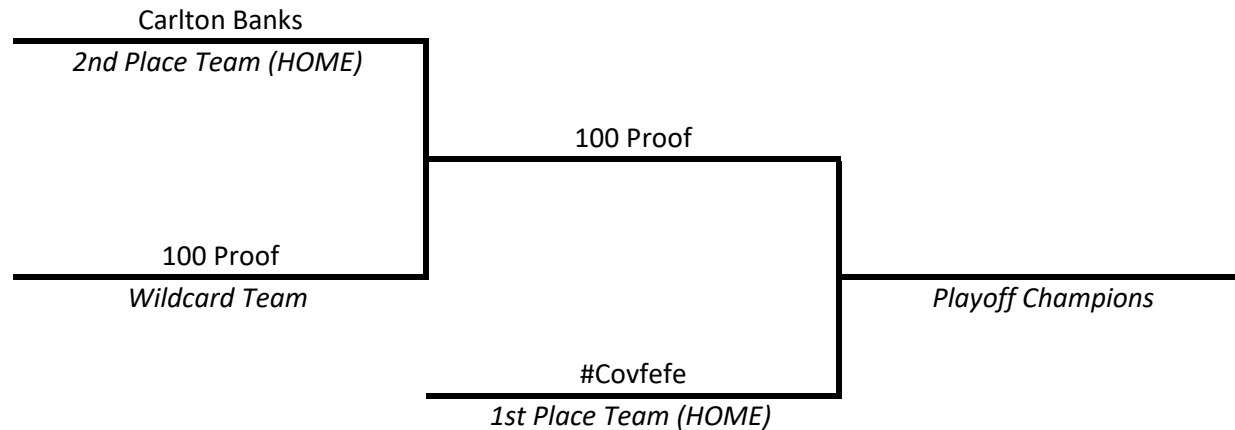 Carlton Banks
2nd Place Team (HOME)
100 Proof
100 Proof
Wildcard Team
Playoff Champions
#Covfefe
1st Place Team (HOME)